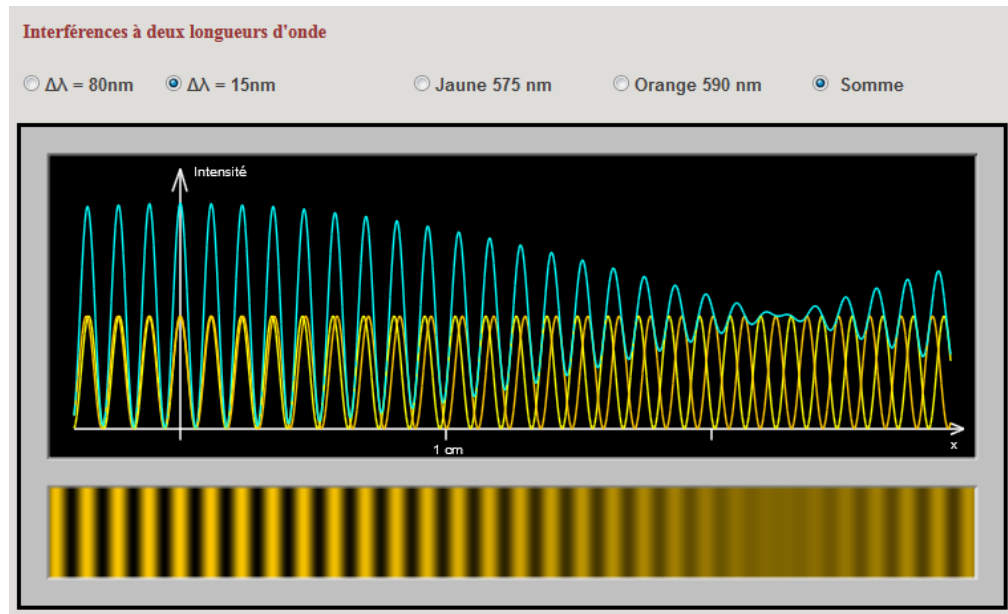 Interférences à deux longueurs d'onde
Δλ = 80nm Δλ = 15nm Jaune 575 nm Orange 590 nm Somme
Intensité
1 cm
x